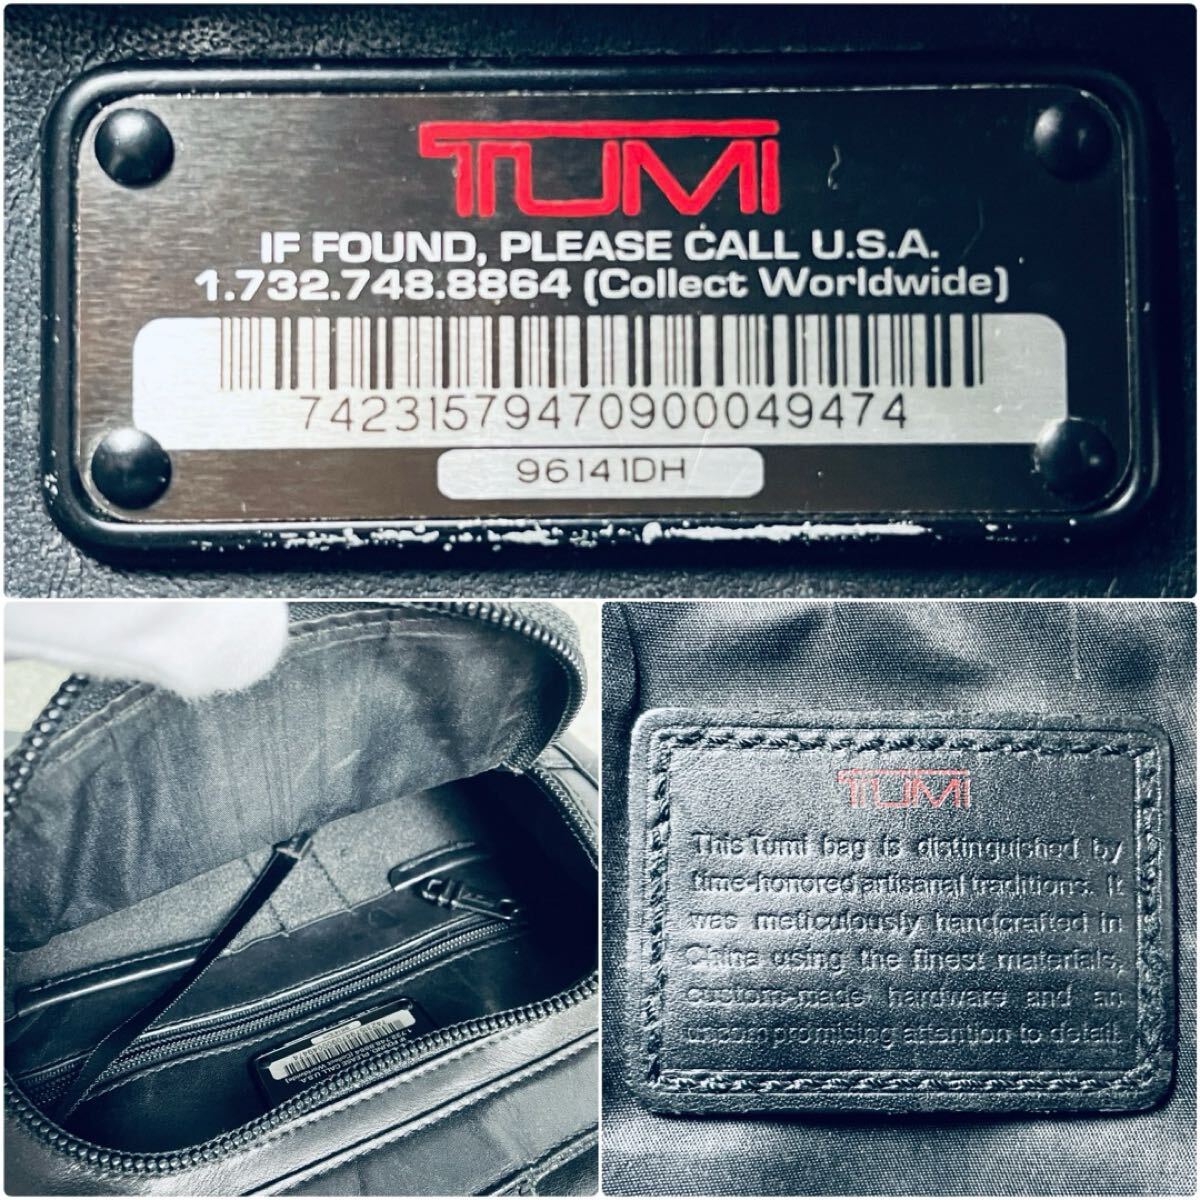 TUMI
IF FOUND, PLEASE CALL U.S.A.
1.732.748.8864 (Collect Worldwide)
74231579470900049474
96141DH
TUMI
This Tumi bag is distinguished by
time-honored artisanal traditions. It
was meticulously handcrafted in
China using the finest materials,
custom-made hardware and an
uncompromising attention to detail.